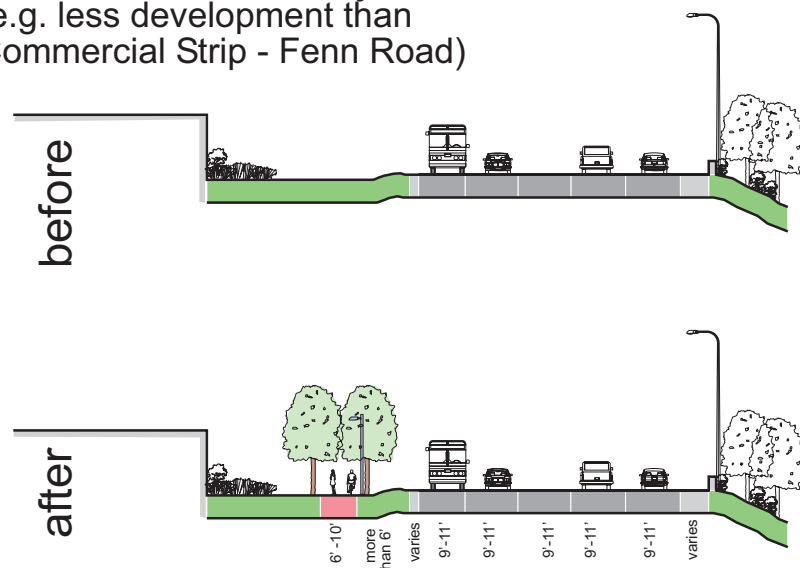 e.g. less development than
Commercial Strip - Fenn Road)
before
after
6'-10'
more
than 6'
varies
9'-11'
9'-11'
9'-11'
9'-11'
9'-11'
varies